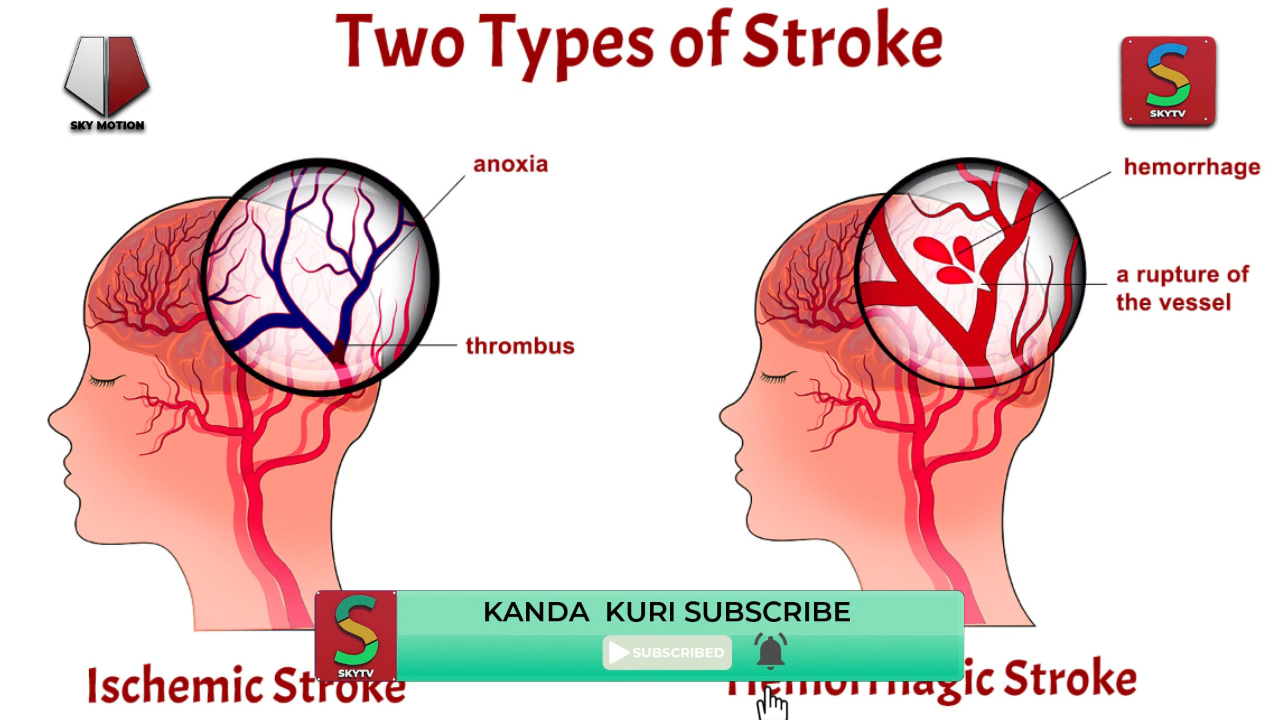 Two Types of Stroke
SKY MOTION
S
SKYTV
anoxia
thrombus
hemorrhage
a rupture of
the vessel
S
SKYTV
KANDA KURI SUBSCRIBE
SUBSCRIBED
Ischemic Stroke
Hemorrhagic Stroke